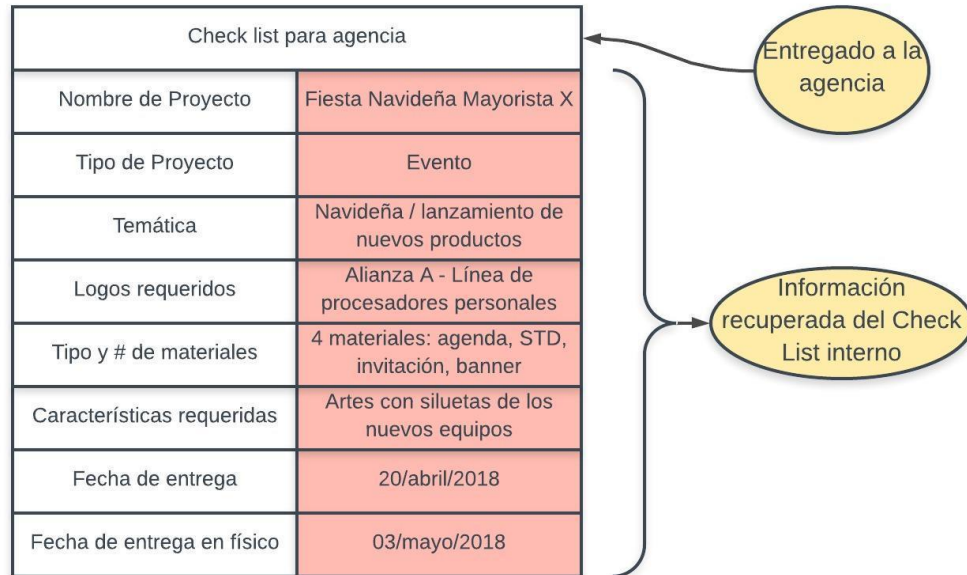 Check list para agencia
Entregado a la
agencia
Nombre de Proyecto
Fiesta Navideña Mayorista X
Tipo de Proyecto
Evento
Temática
Navideña / lanzamiento de
nuevos productos
Logos requeridos
Alianza A - Línea de
procesadores personales
Tipo y # de materiales
4 materiales: agenda, STD,
invitación, banner
Características requeridas
Artes con siluetas de los
nuevos equipos
Fecha de entrega
20/abril/2018
Fecha de entrega en físico
03/mayo/2018
Información
recuperada del Check
List interno